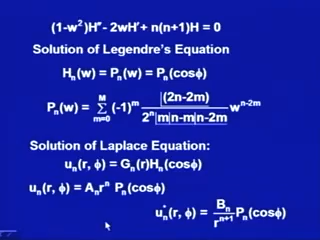 (1-w²)H″- 2wH′+ n(n+1)H = 0
Solution of Legendre's Equation
Hₙ(w) = Pₙ(w) = Pₙ(cosϕ)
Pₙ(w) = Σ_{m=0}^{M} (-1)ᵐ |(2n-2m) / 2ⁿ|m|n-m|n-2m wⁿ⁻²ᵐ
Solution of Laplace Equation:
uₙ(r, ϕ) = Gₙ(r)Hₙ(cosϕ)
uₙ(r, ϕ) = Aₙrⁿ Pₙ(cosϕ)
uₙ*(r, ϕ) = Bₙ / rⁿ⁺¹ Pₙ(cosϕ)